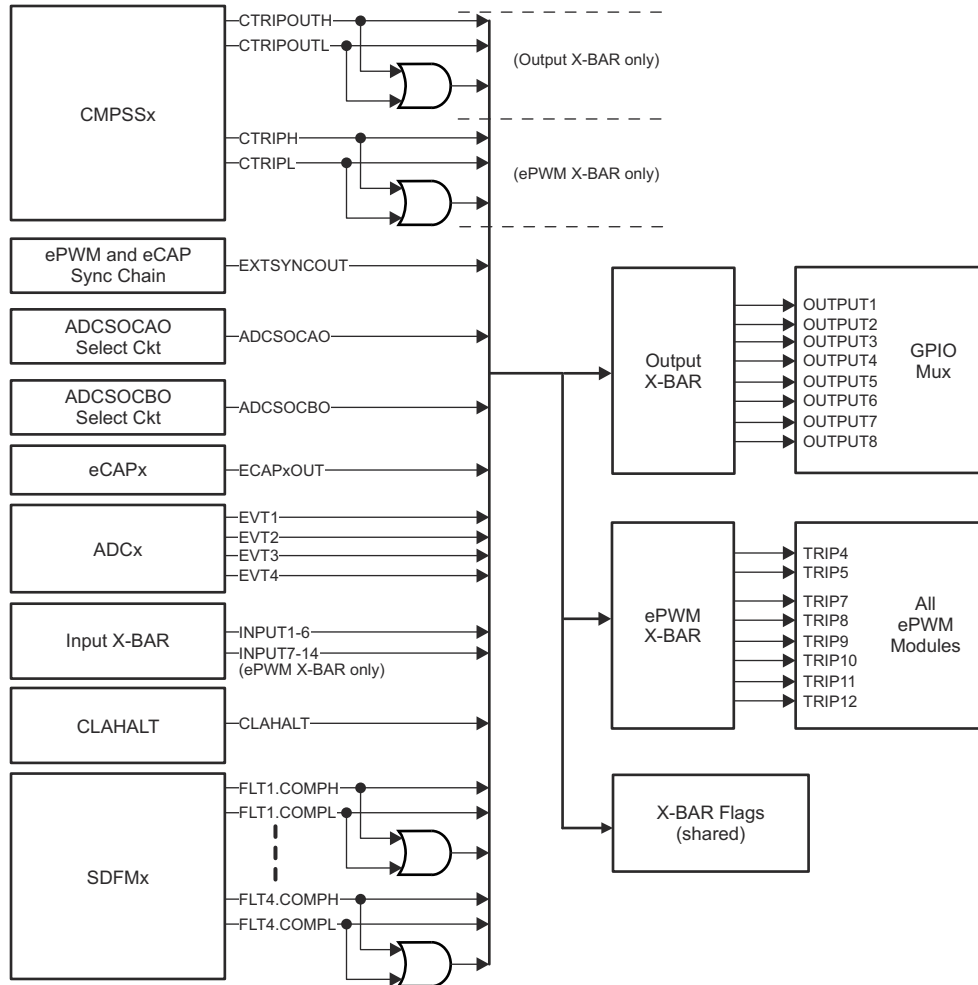 CMPSSx
CTRIPOUTH
CTRIPOUTL
(Output X-BAR only)
CTRIPH
CTRIPL
(ePWM X-BAR only)
ePWM and eCAP
Sync Chain
EXTSYNCOUT
ADCSOCAO
Select Ckt
ADCSOCAO
ADCSOCBO
Select Ckt
ADCSOCBO
eCAPx
ECAPxOUT
ADCx
EVT1
EVT2
EVT3
EVT4
Input X-BAR
INPUT1-6
INPUT7-14
(ePWM X-BAR only)
CLAHALT
CLAHALT
SDFMx
FLT1.COMPH
FLT1.COMPL
FLT4.COMPH
FLT4.COMPL
Output
X-BAR
OUTPUT1
OUTPUT2
OUTPUT3
OUTPUT4
OUTPUT5
OUTPUT6
OUTPUT7
OUTPUT8
GPIO
Mux
ePWM
X-BAR
TRIP4
TRIP5
TRIP7
TRIP8
TRIP9
TRIP10
TRIP11
TRIP12
All
ePWM
Modules
X-BAR Flags
(shared)